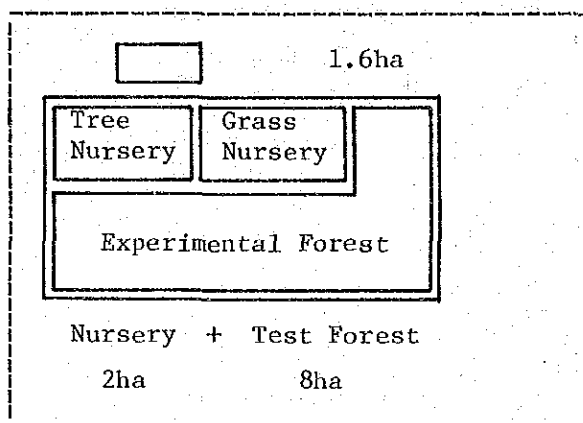 1.6ha
Tree Grass
Nursery Nursery
Experimental Forest
Nursery + Test Forest
2ha 8ha